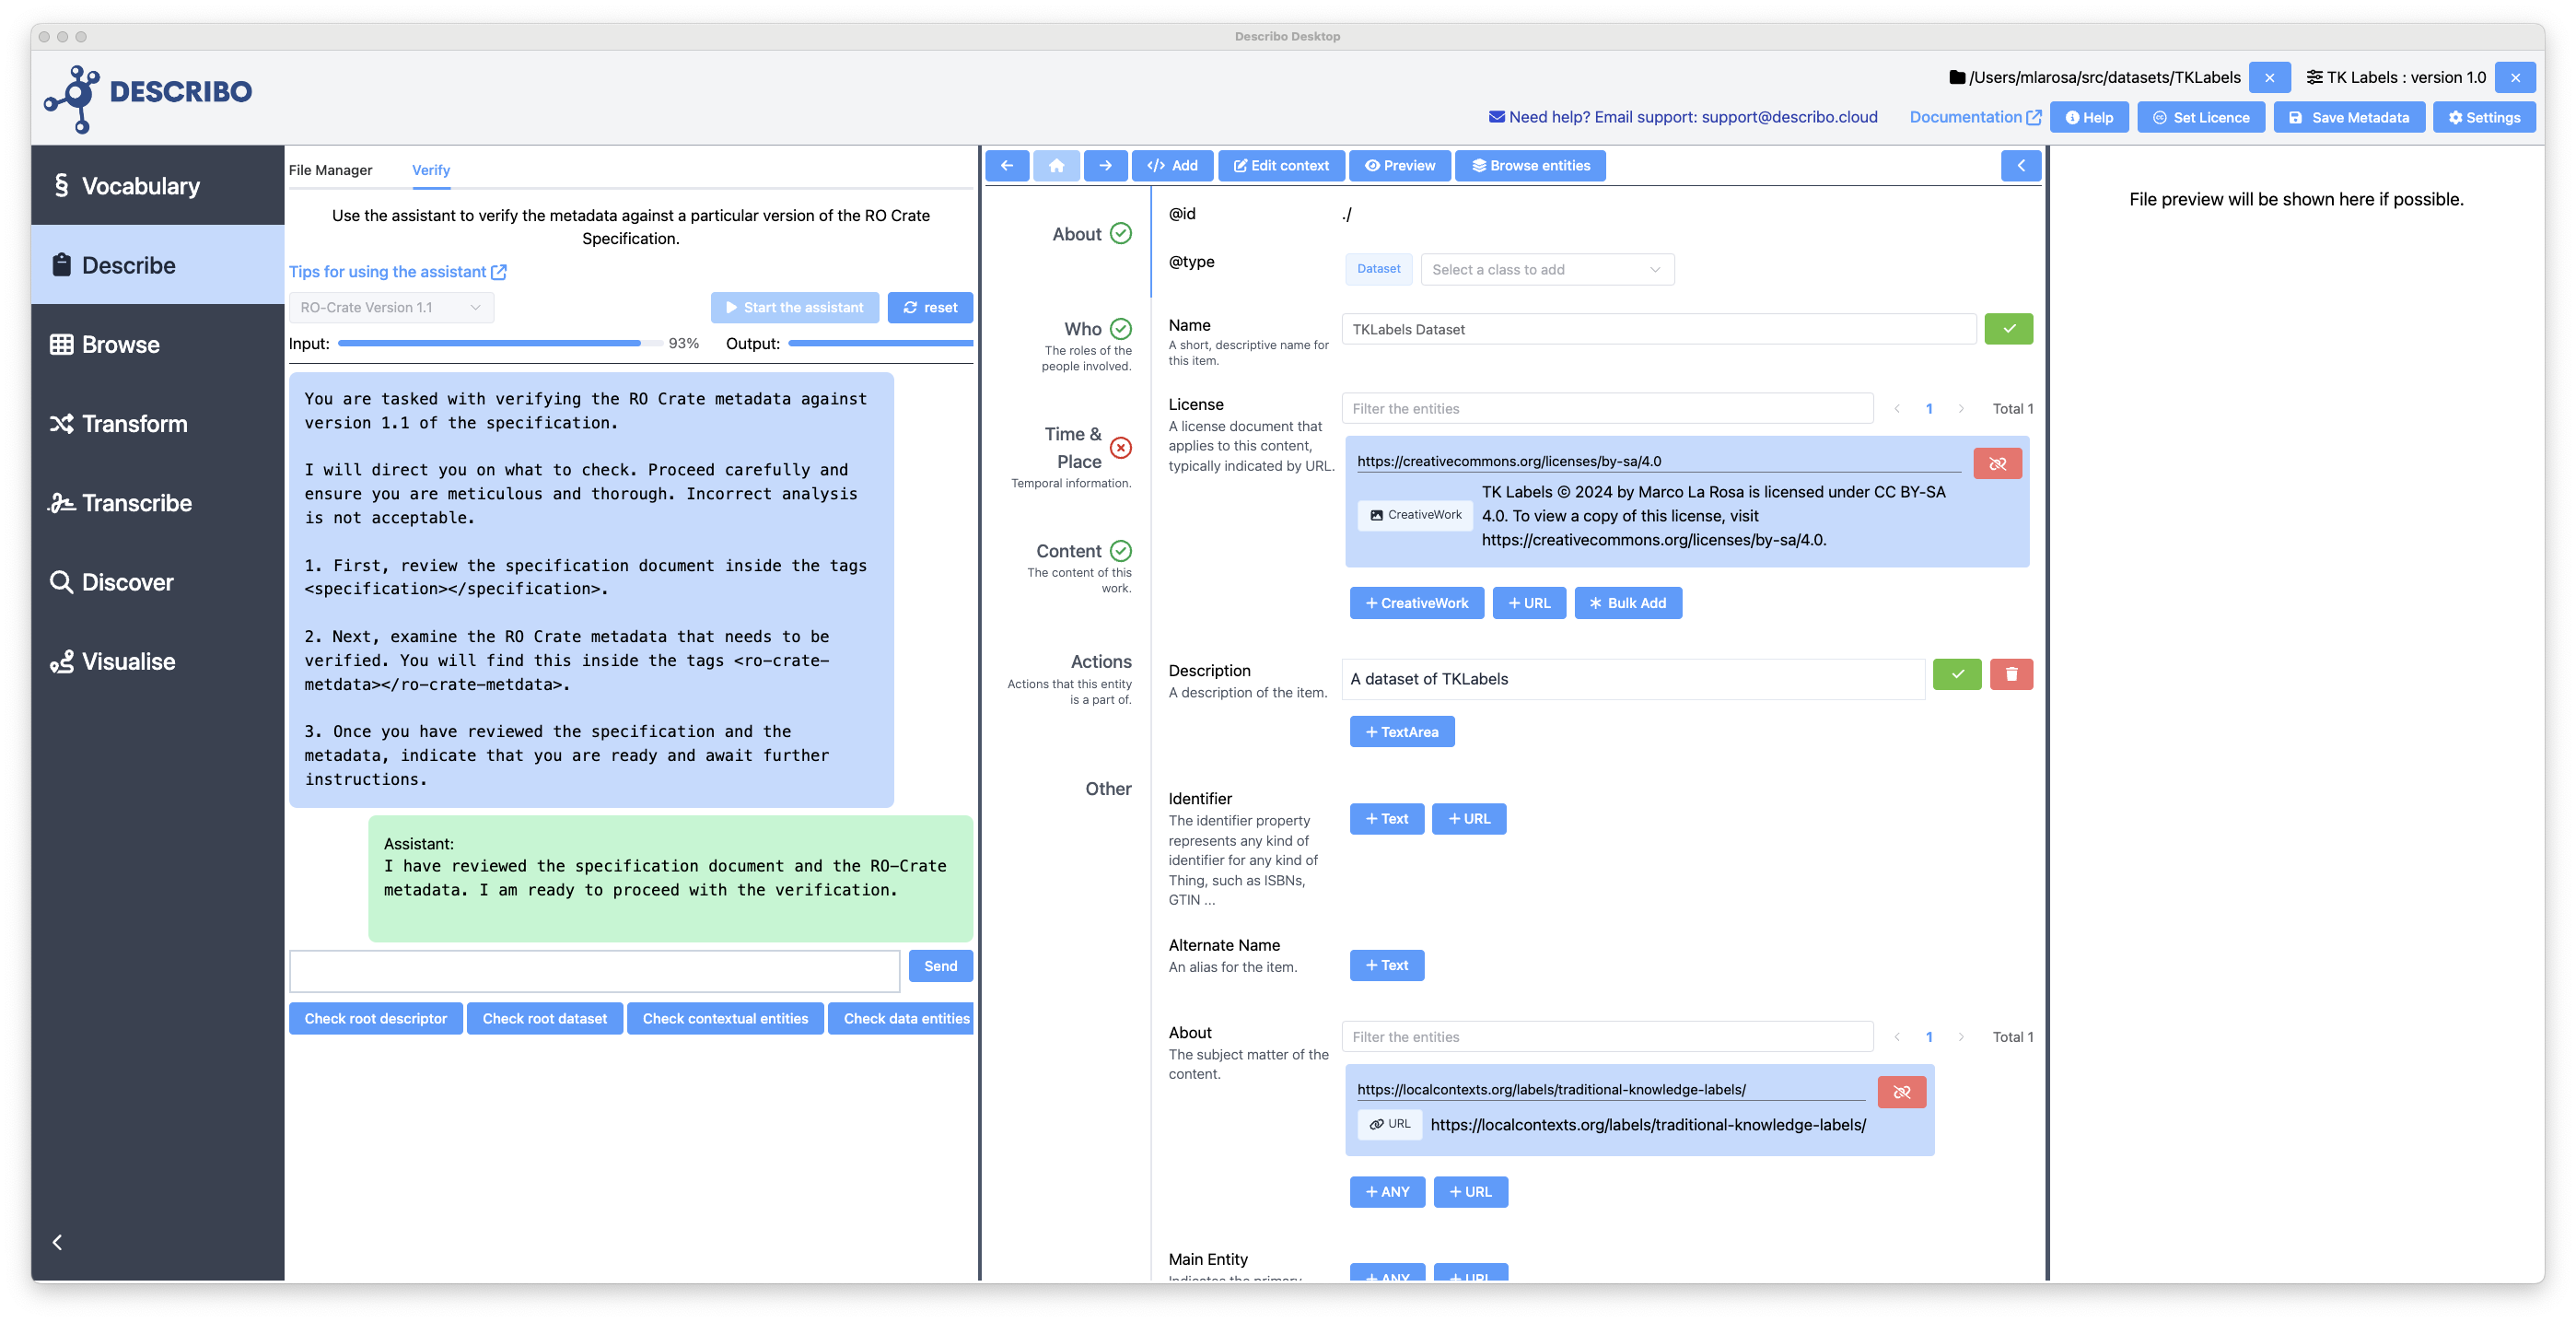 Describo Desktop
DESCRIBO
/Users/mlarosa/src/datasets/TKLabels
TK Labels : version 1.0
Need help? Email support: support@describo.cloud
Documentation
Help
Set Licence
Save Metadata
Settings
Vocabulary
Describe
Browse
Transform
Transcribe
Discover
Visualise
File Manager
Verify
Use the assistant to verify the metadata against a particular version of the RO Crate
Specification.
Tips for using the assistant
RO-Crate Version 1.1
Start the assistant
reset
Input:
93%
Output:
You are tasked with verifying the RO Crate metadata against
version 1.1 of the specification.
I will direct you on what to check. Proceed carefully and
ensure you are meticulous and thorough. Incorrect analysis
is not acceptable.
1. First, review the specification document inside the tags
<specification></specification>.
2. Next, examine the RO Crate metadata that needs to be
verified. You will find this inside the tags <ro-crate-
metdata></ro-crate-metdata>.
3. Once you have reviewed the specification and the
metadata, indicate that you are ready and await further
instructions.
Assistant:
I have reviewed the specification document and the RO-Crate
metadata. I am ready to proceed with the verification.
Send
Check root descriptor
Check root dataset
Check contextual entities
Check data entities
</> Add
Edit context
Preview
Browse entities
About
Who
The roles of the
people involved.
Time &
Place
Temporal information.
Content
The content of this
work.
Actions
Actions that this entity
is a part of.
Other
@id
./
@type
Dataset
Select a class to add
Name
A short, descriptive name for
this item.
TKLabels Dataset
License
A license document that
applies to this content,
typically indicated by URL.
Filter the entities
1
Total 1
https://creativecommons.org/licenses/by-sa/4.0
CreativeWork
TK Labels © 2024 by Marco La Rosa is licensed under CC BY-SA
4.0. To view a copy of this license, visit
https://creativecommons.org/licenses/by-sa/4.0.
+ CreativeWork
+ URL
Bulk Add
Description
A description of the item.
A dataset of TKLabels
+ TextArea
Identifier
The identifier property
represents any kind of
identifier for any kind of
Thing, such as ISBNs,
GTIN ...
+ Text
+ URL
Alternate Name
An alias for the item.
+ Text
About
The subject matter of the
content.
Filter the entities
1
Total 1
https://localcontexts.org/labels/traditional-knowledge-labels/
URL
https://localcontexts.org/labels/traditional-knowledge-labels/
+ ANY
+ URL
Main Entity
Indicates the primary
+ ANY
+ URL
File preview will be shown here if possible.